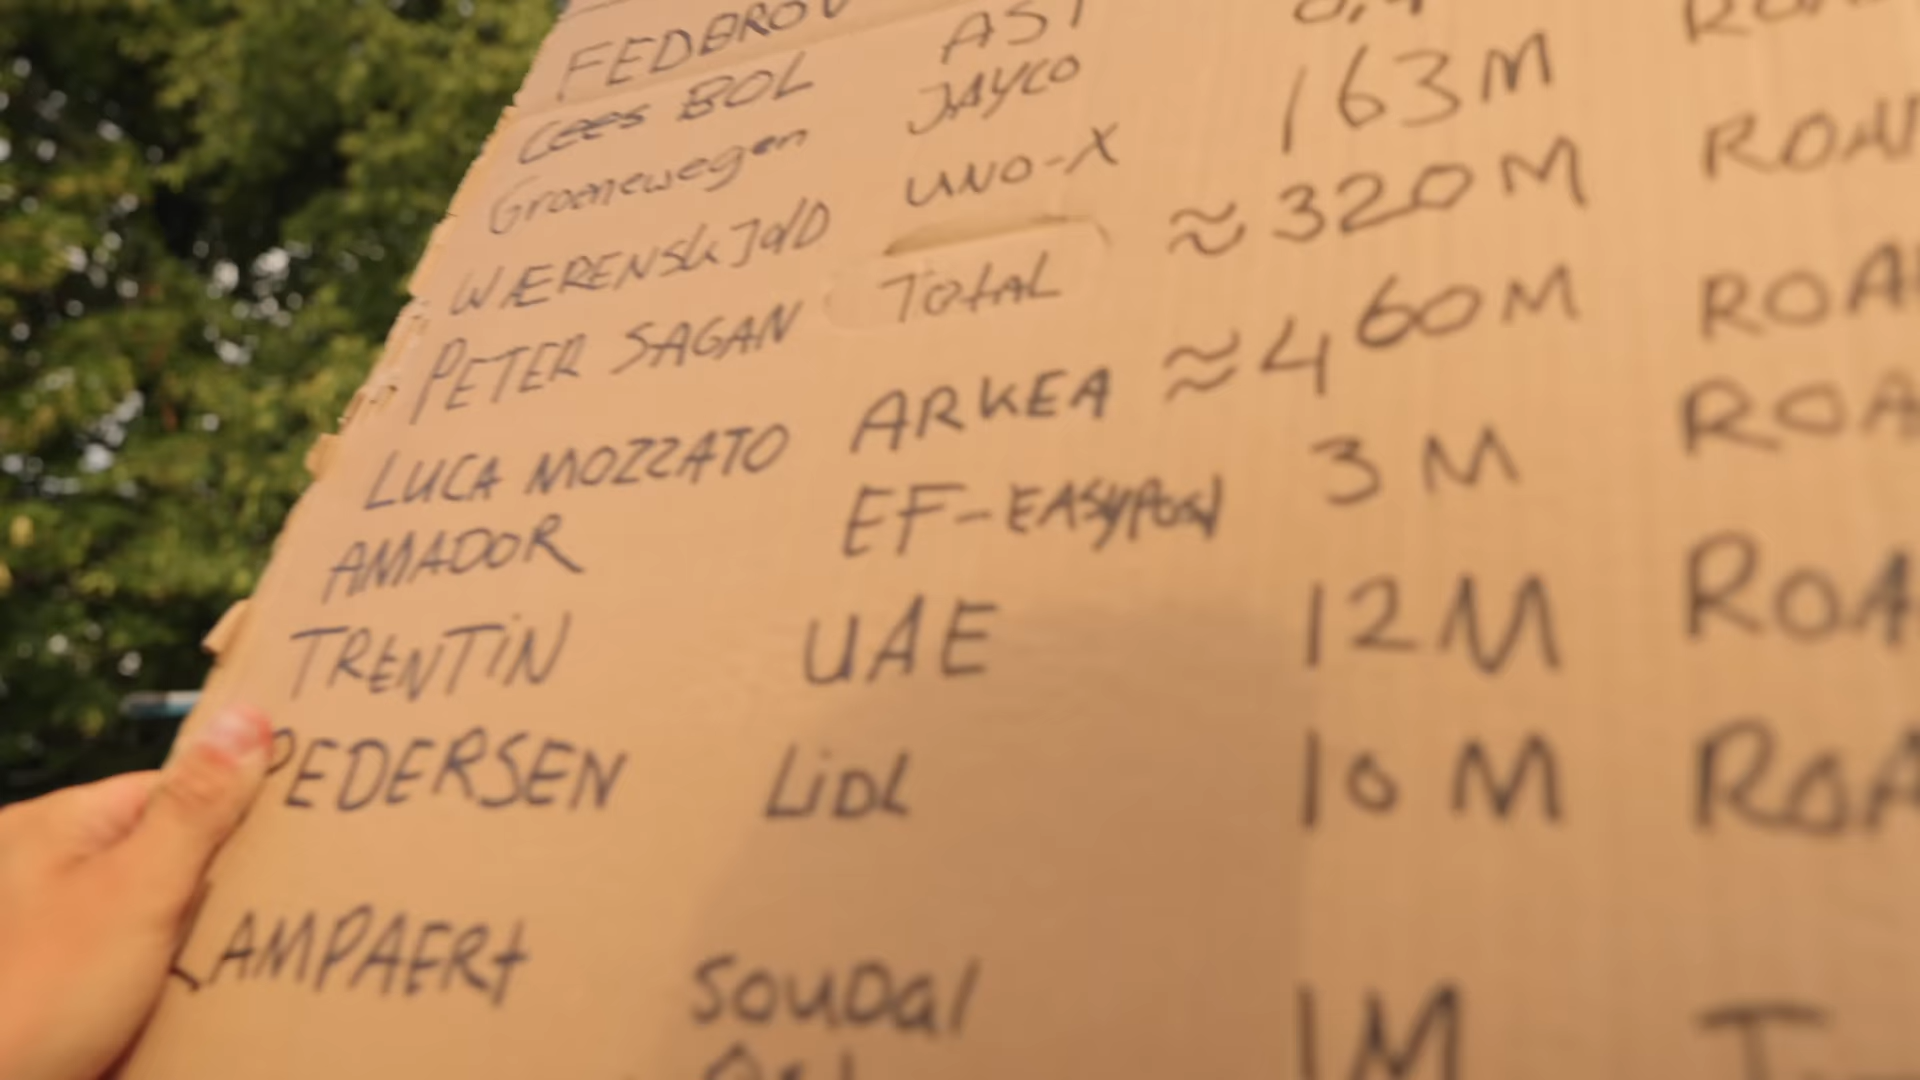 FEDEROV
Cees BOL AST
Groenewegen JAYCO
WÆRENSKJOLD UNO-X 163M
PETER SAGAN TOTAL ≈320M ROA
LUCA MOZZATO ARKEA ≈460M ROA
AMADOR EF-EASYPOST 3M ROA
TRENTIN UAE 12M ROA
PEDERSEN LIDL 10M ROA
LAMPAERT SOUDAL 1M